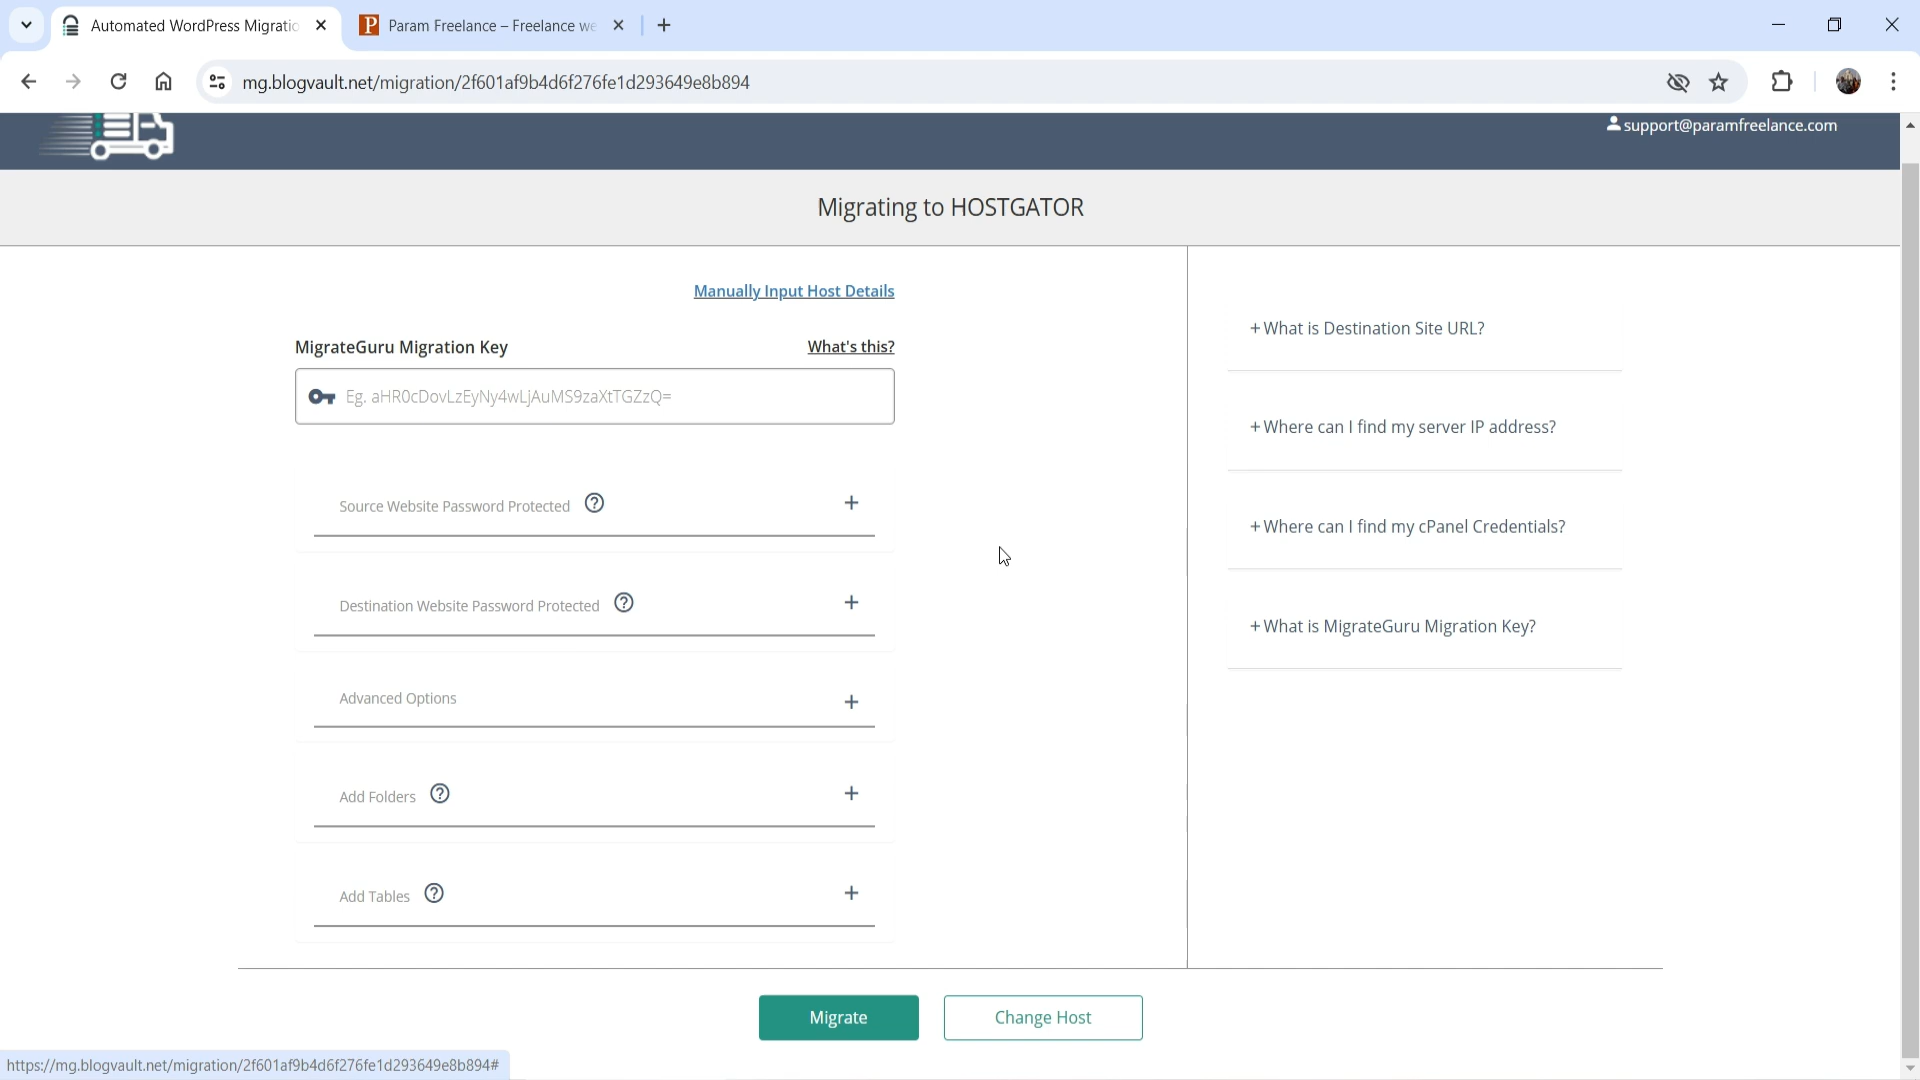 Automated WordPress Migratio
Param Freelance – Freelance we
mg.blogvault.net/migration/2f601af9b4d6f276fe1d293649e8b894
support@paramfreelance.com
Migrating to HOSTGATOR
Manually Input Host Details
MigrateGuru Migration Key
What's this?
Eg. aHR0cDovLzEyNy4wLjAuMS9zaXtTGZzQ=
Source Website Password Protected
Destination Website Password Protected
Advanced Options
Add Folders
Add Tables
+ What is Destination Site URL?
+ Where can I find my server IP address?
+ Where can I find my cPanel Credentials?
+ What is MigrateGuru Migration Key?
Migrate
Change Host
https://mg.blogvault.net/migration/2f601af9b4d6f276fe1d293649e8b894#